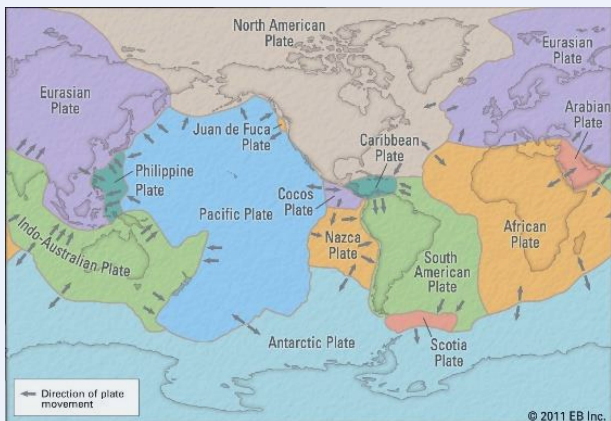 North American
Plate
Eurasian
Plate
Eurasian
Plate
Arabian
Plate
Juan de Fuca
Plate
Caribbean
Plate
Philippine
Plate
Cocos
Plate
Pacific Plate
African
Plate
Nazca
Plate
Indo-Australian Plate
South
American
Plate
Antarctic Plate
Scotia
Plate
Direction of plate
movement
© 2011 EB Inc.